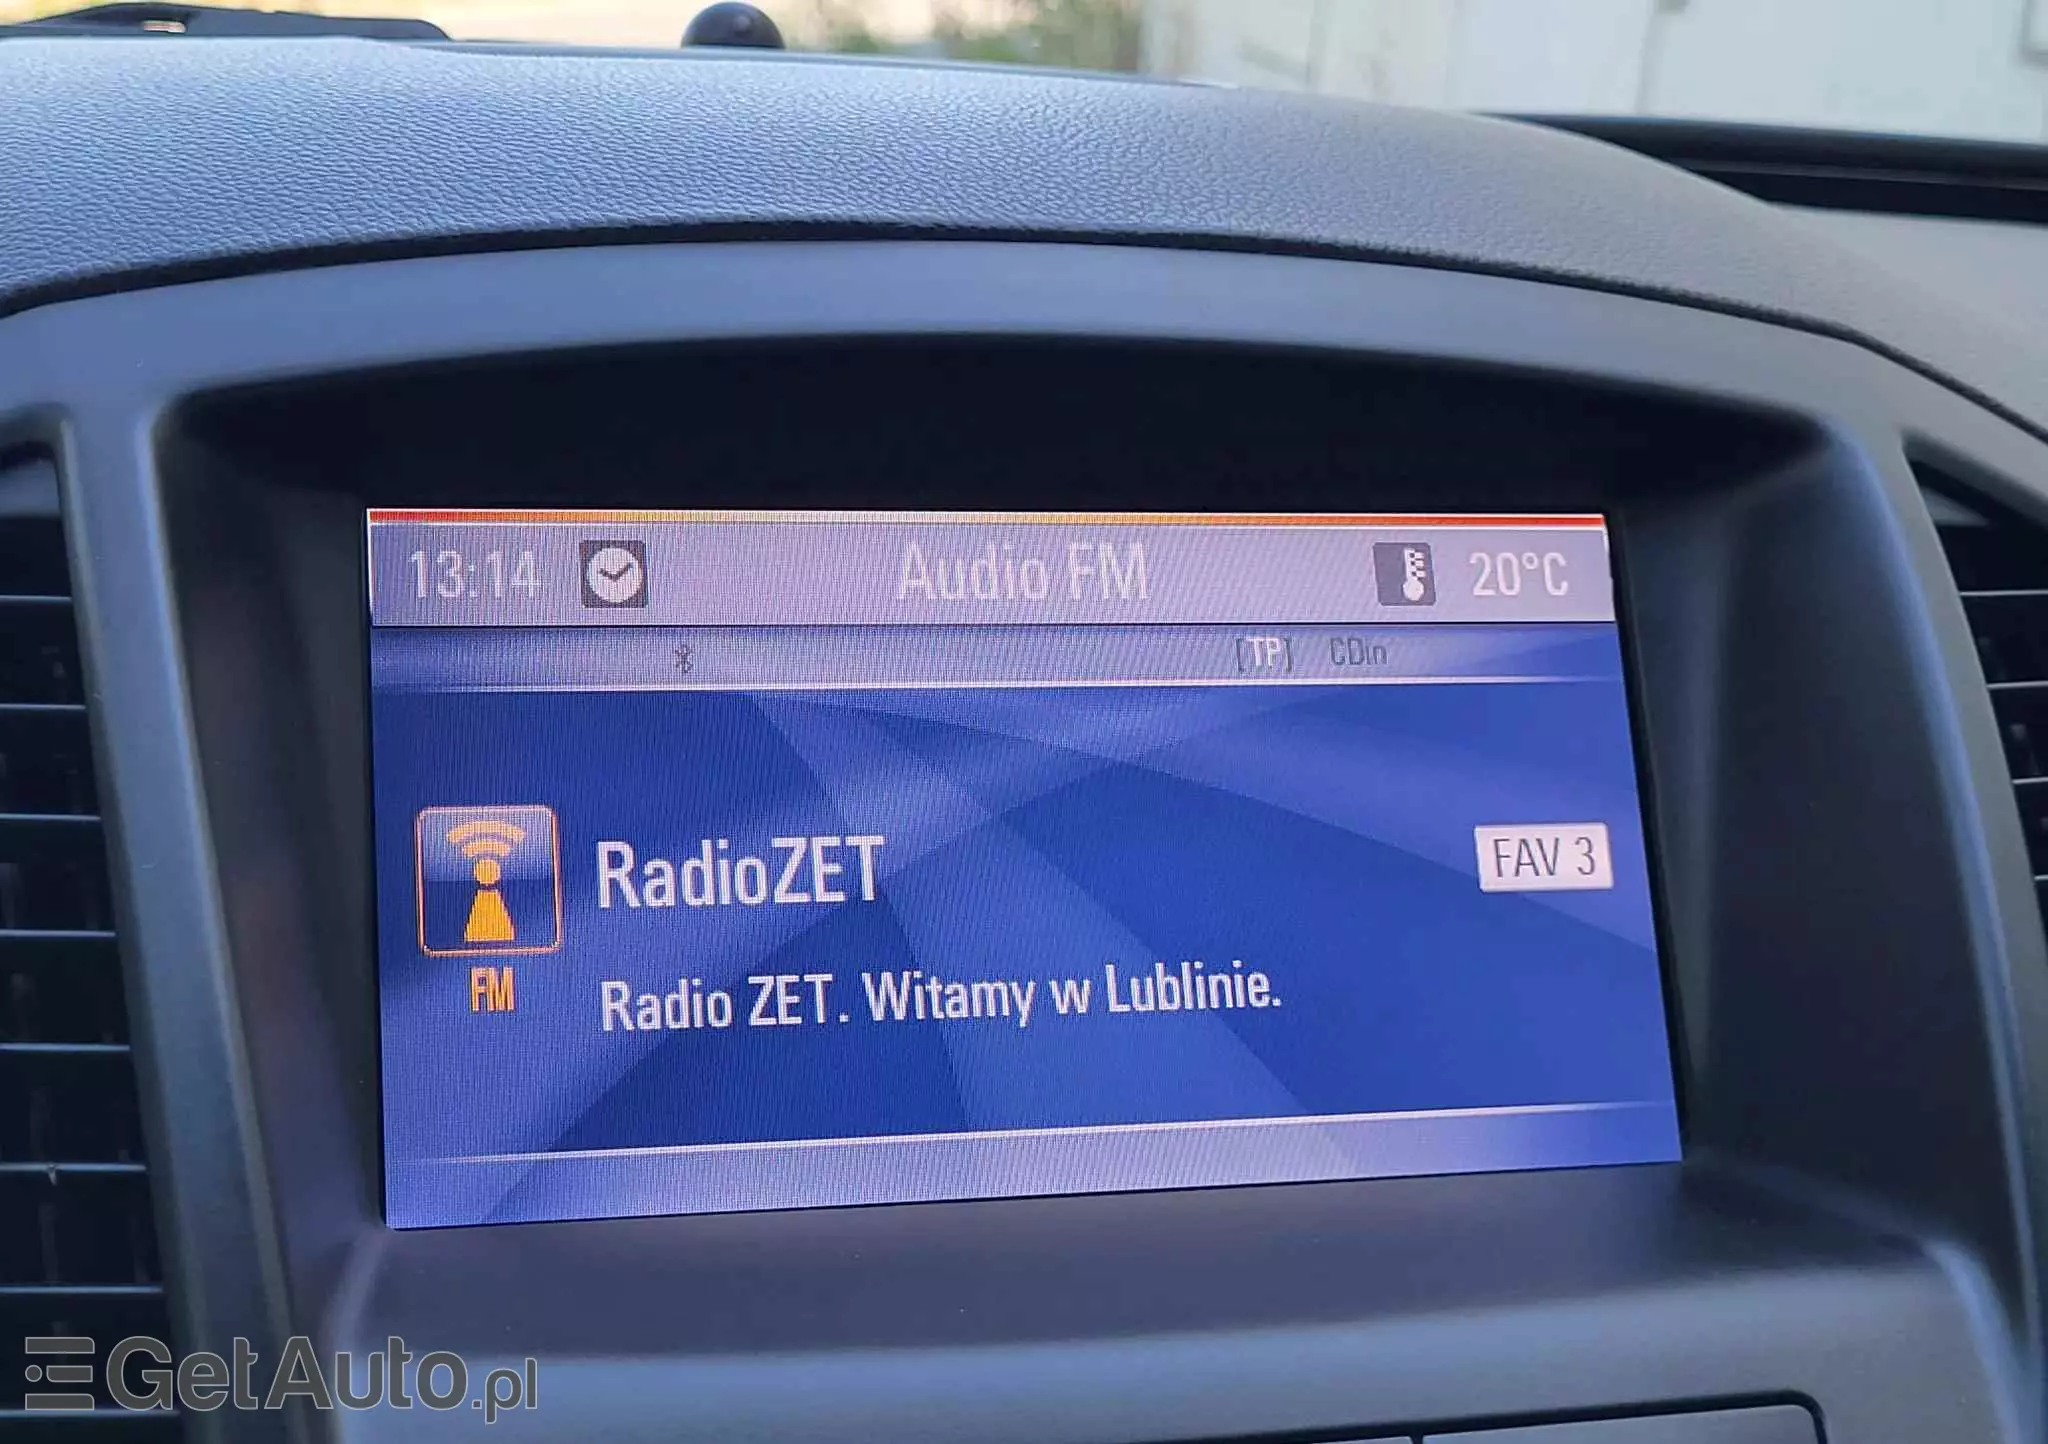 13:14 Audio FM 20°C
[TP] CDin
RadioZET FAV 3
FM Radio ZET. Witamy w Lublinie.
GetAuto.pl